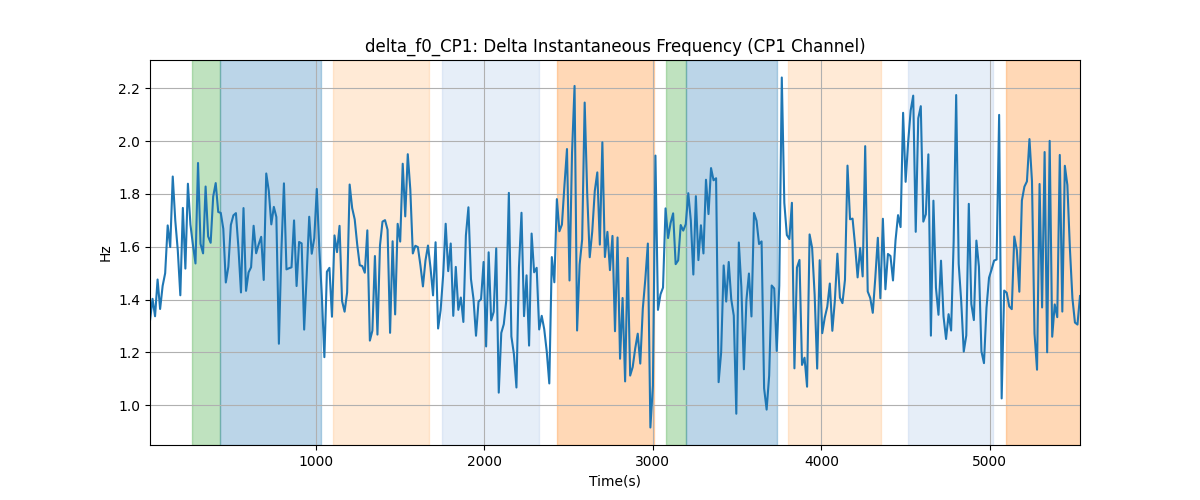 delta_f0_CP1: Delta Instantaneous Frequency (CP1 Channel)
2.2
2.0
1.8
1.6
1.4
1.2
1.0
Hz
1000 2000 3000 4000 5000
Time(s)